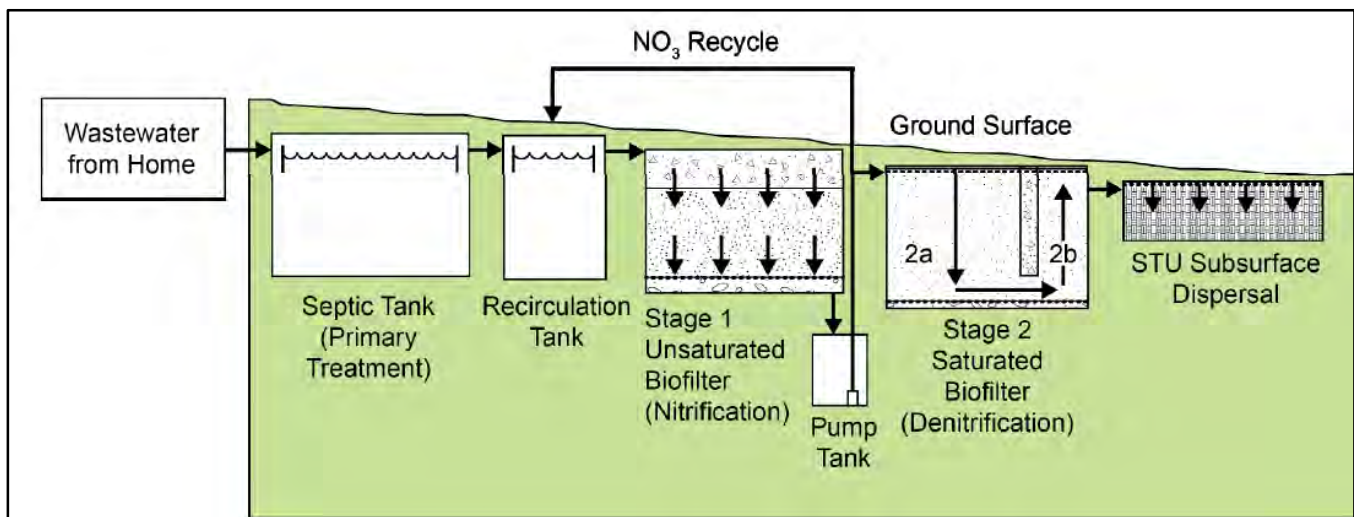 NO₃ Recycle
Wastewater
from Home
Ground Surface
Septic Tank
(Primary
Treatment)
Recirculation
Tank
Stage 1
Unsaturated
Biofilter
(Nitrification)
Pump
Tank
2a
2b
Stage 2
Saturated
Biofilter
(Denitrification)
STU Subsurface
Dispersal